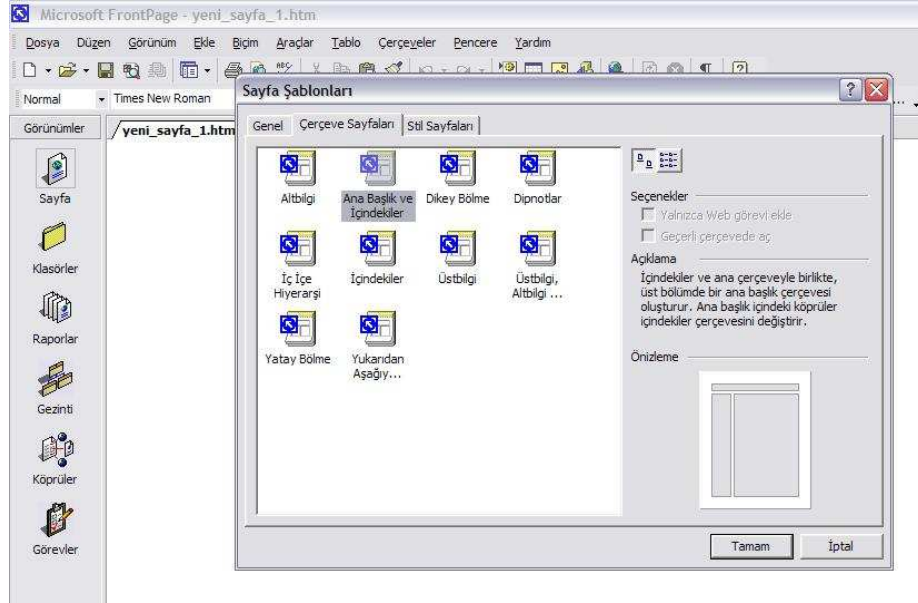 Microsoft FrontPage - yeni_sayfa_1.htm
Dosya Düzen Görünüm Ekle Biçim Araçlar Tablo Çerçeveler Pencere Yardım
Normal Times New Roman
Sayfa Şablonları
Görünümler
/yeni_sayfa_1.htm
Genel Çerçeve Sayfaları Stil Sayfaları
Sayfa
Klasörler
Raporlar
Gezinti
Köprüler
Görevler
Altbilgi
Ana Başlık ve
İçindekiler
Dikey Bölme
Dipnotlar
İç İçe
Hiyerarşi
İçindekiler
Üstbilgi
Üstbilgi,
Altbilgi ...
Yatay Bölme
Yukarıdan
Aşağıy...
Seçenekler
Yalnızca Web görevi ekle
Geçerli çerçevede aç
Açıklama
İçindekiler ve ana çerçeveyle birlikte,
üst bölümde bir ana başlık çerçevesi
oluşturur. Ana başlık içindeki köprüler
içindekiler çerçevesini değiştirir.
Önizleme
Tamam İptal